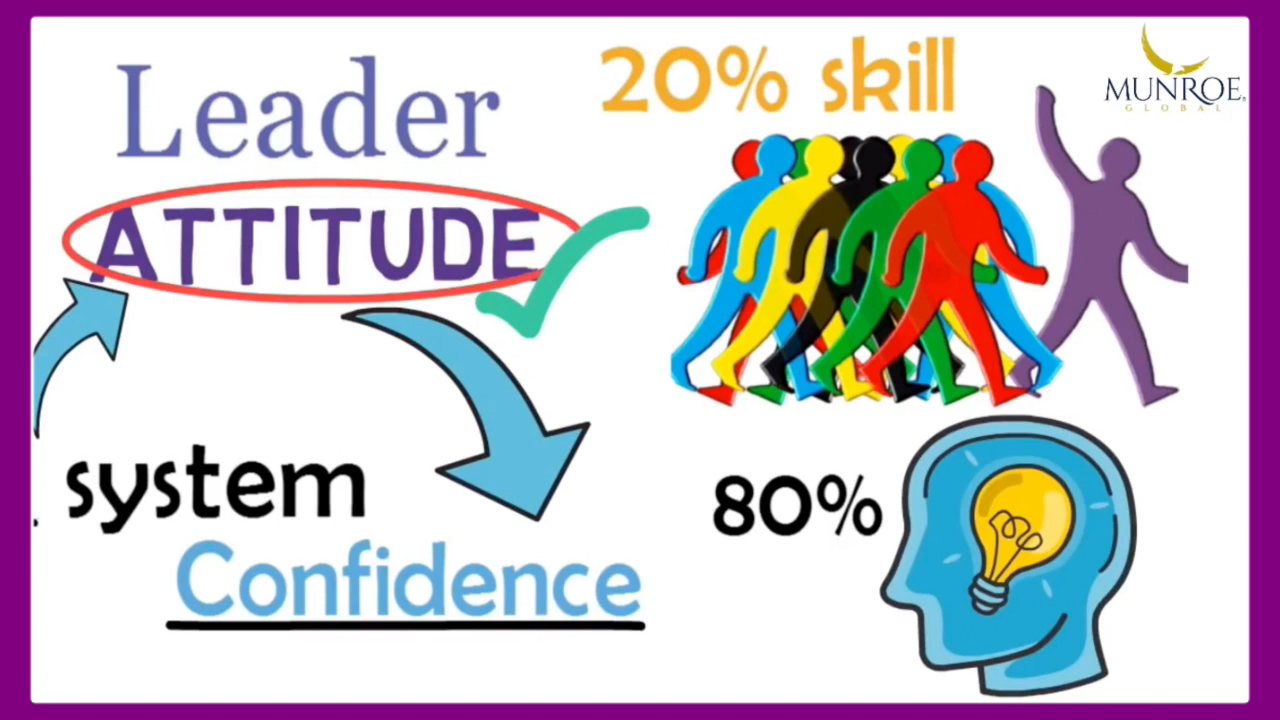 Leader
ATTITUDE
system
Confidence
20% skill
80%
MUNROE®
GLOBAL